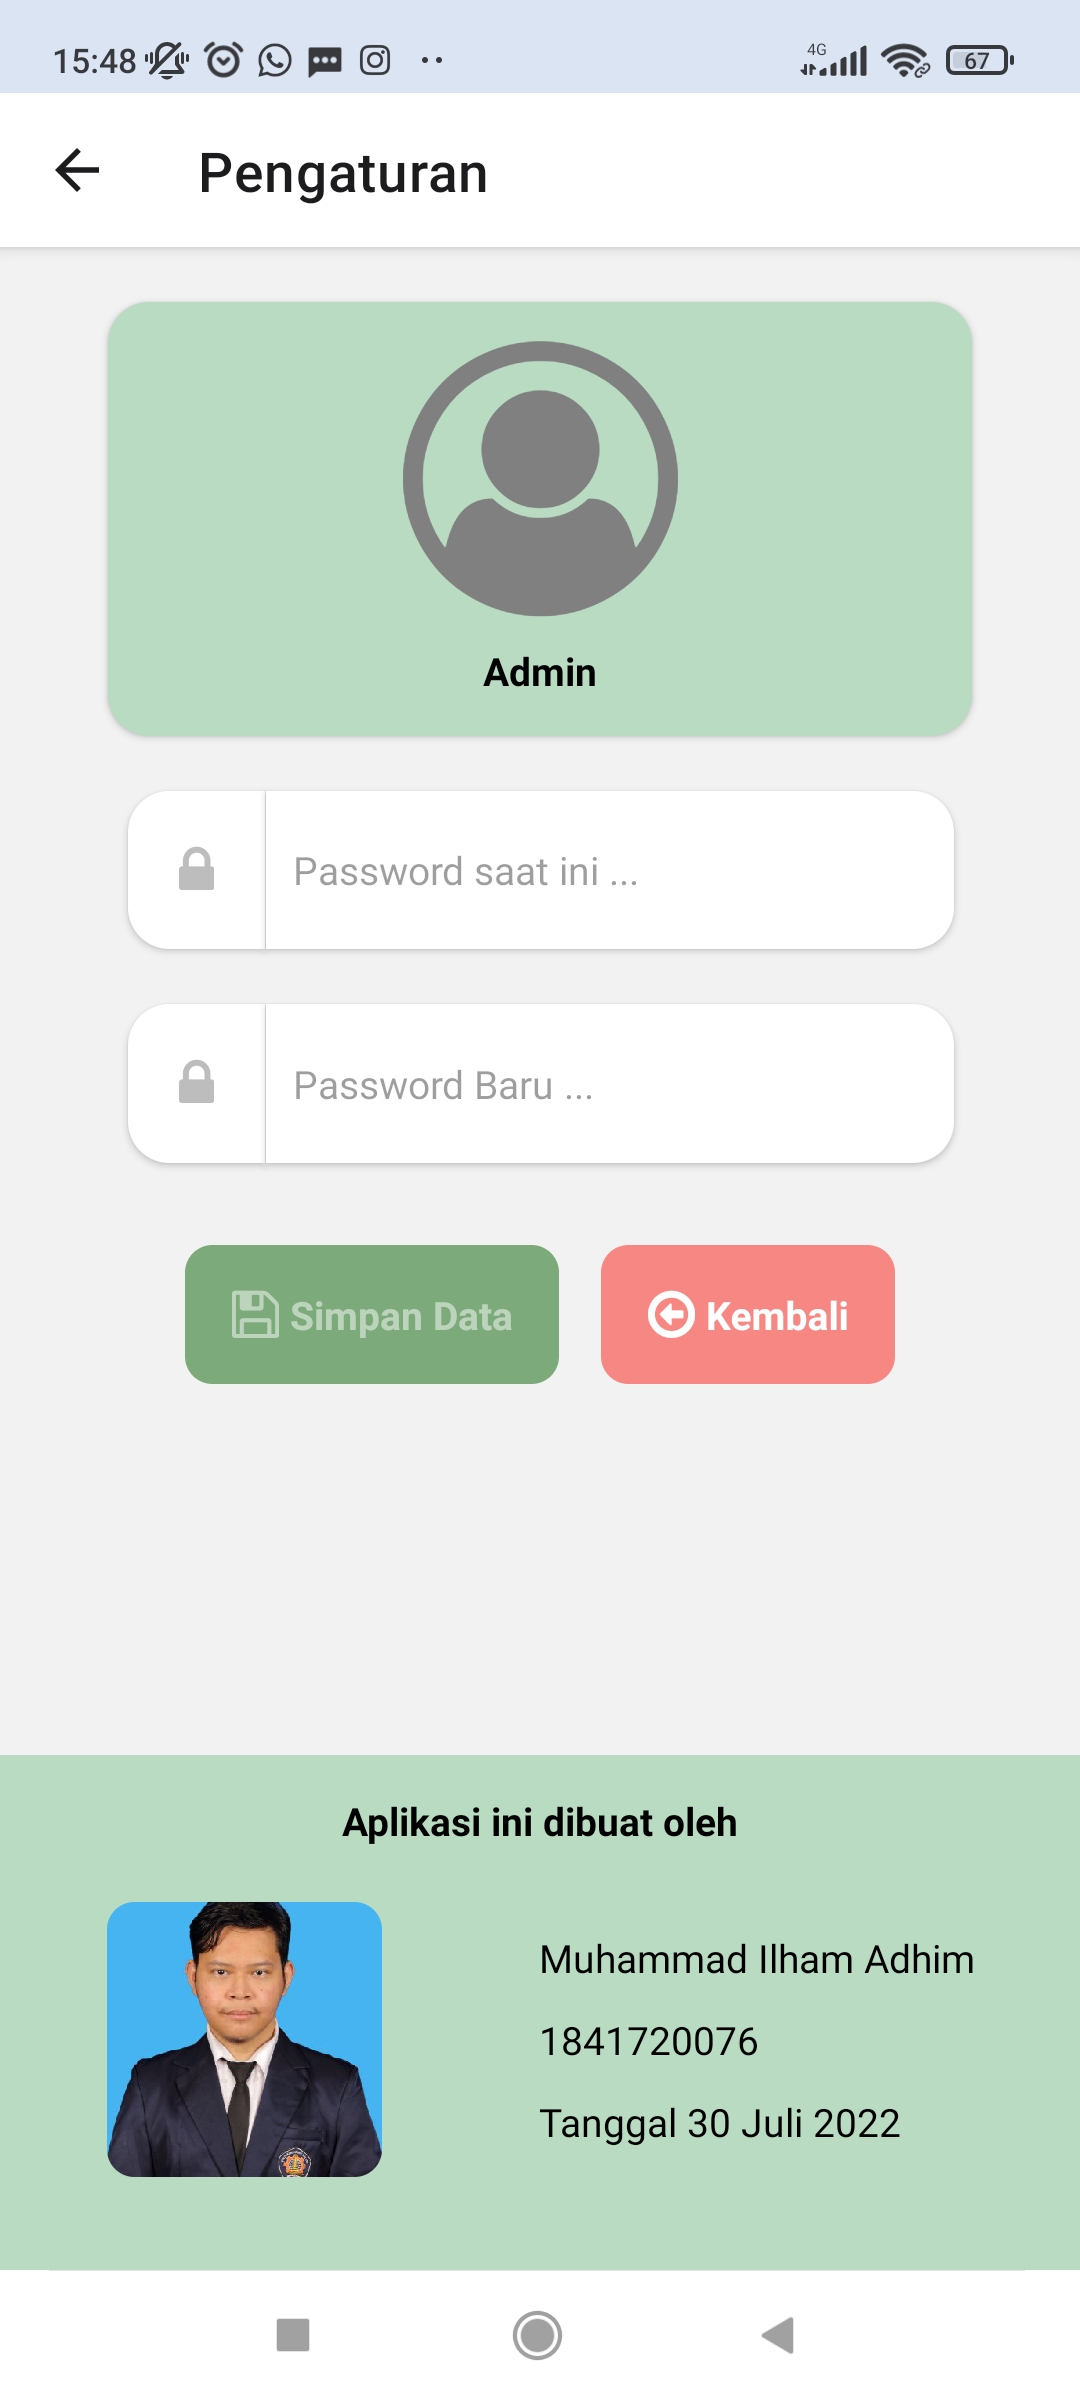 15:48
4G
67
Pengaturan
Admin
Password saat ini ...
Password Baru ...
Simpan Data
Kembali
Aplikasi ini dibuat oleh
Muhammad Ilham Adhim
1841720076
Tanggal 30 Juli 2022